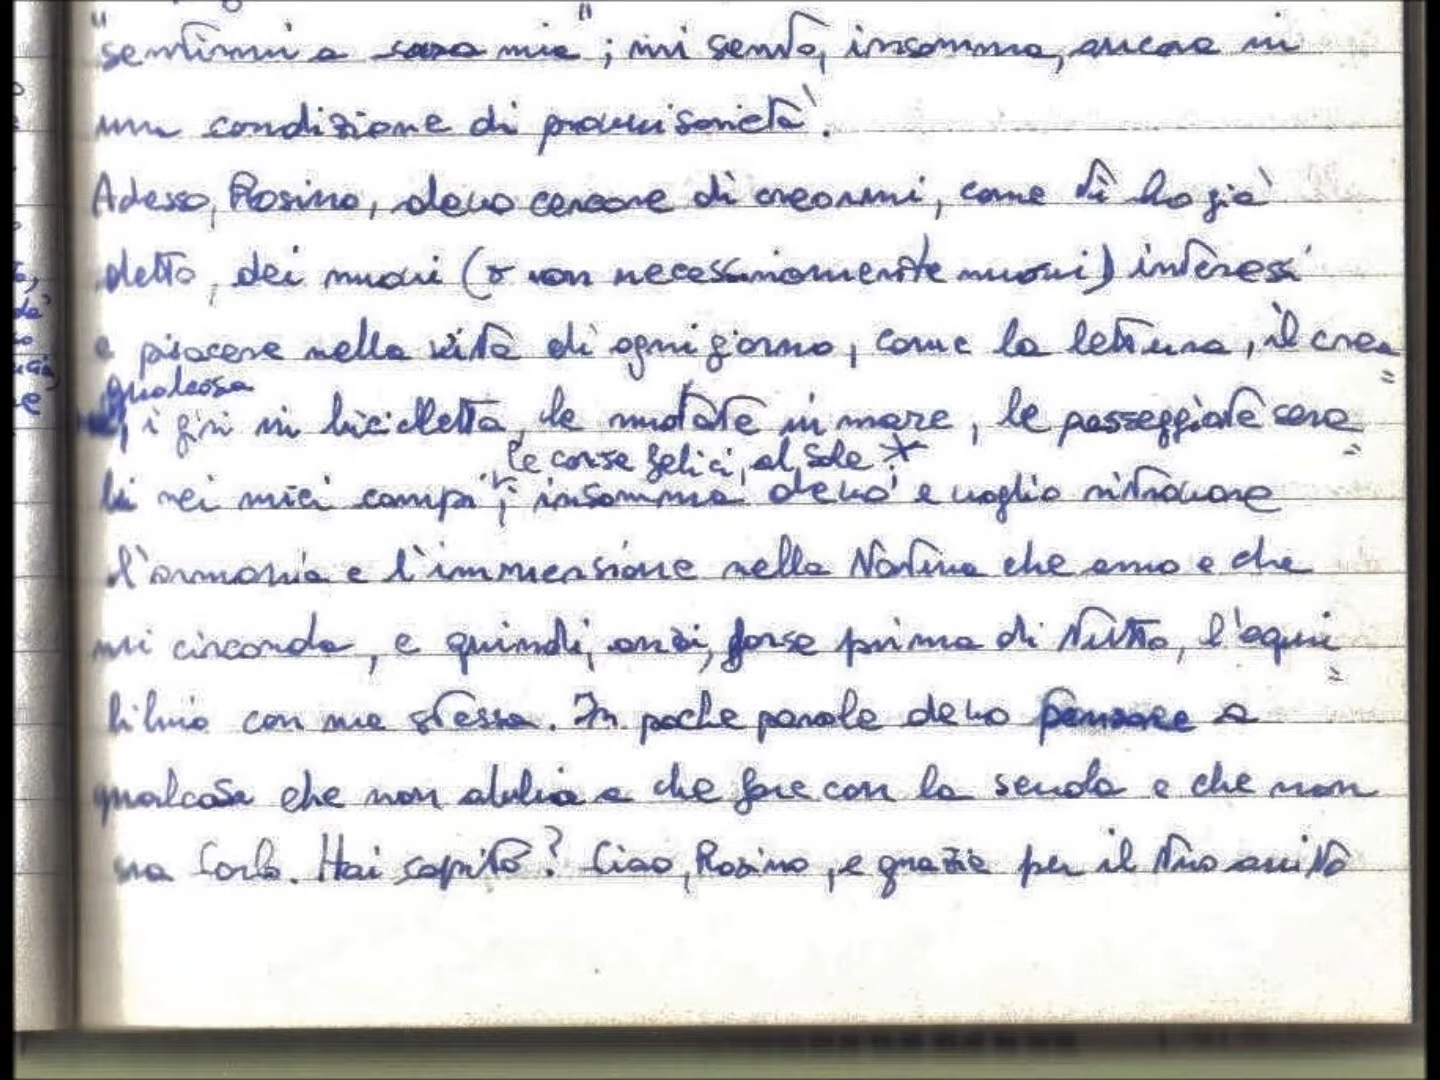 "sentirmi a casa mia"; mi sento, insomma, ancora in
una condizione di provvisorietà.
Adesso, Rosino, devo cercare di crearmi, come ti ho già
detto, dei nuovi (o non necessariamente nuovi) interessi
e piacere nella vita di ogni giorno, come la lettura, il crea
qualcosa
, i giri in bicicletta, le nuotate in mare, le passeggiate sera
le corse felici al sole *
li nei miei campi; insomma devo e voglio ritrovare
l'armonia e l'immersione nella Natura che amo e che
mi circonda, e quindi, anzi, forse prima di tutto, l'equi
librio con me stessa. In poche parole devo pensare a
qualcosa che non abbia a che fare con la scuola e che non
sia Carlo. Hai capito? Ciao, Rosino, e grazie per il tuo aiuto